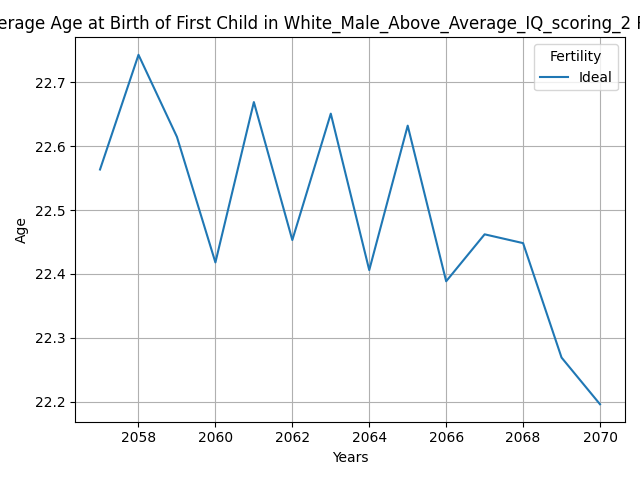 erage Age at Birth of First Child in White_Male_Above_Average_IQ_scoring_2
Fertility
Ideal
22.7
22.6
22.5
22.4
22.3
22.2
Age
2058 2060 2062 2064 2066 2068 2070
Years